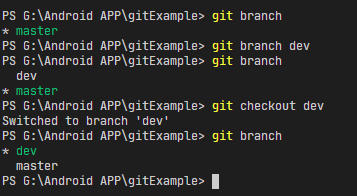 PS G:\Android APP\gitExample> git branch
* master
PS G:\Android APP\gitExample> git branch dev
PS G:\Android APP\gitExample> git branch
  dev
* master
PS G:\Android APP\gitExample> git checkout dev
Switched to branch 'dev'
PS G:\Android APP\gitExample> git branch
* dev
  master
PS G:\Android APP\gitExample>